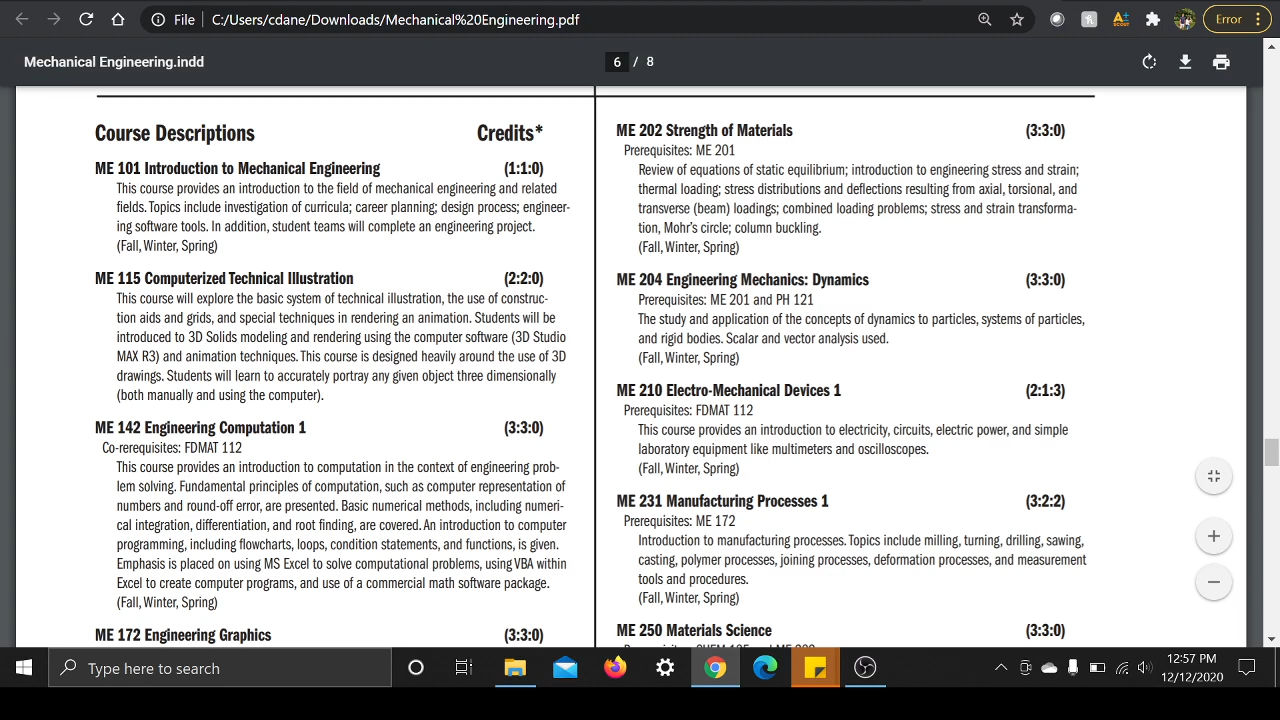 File
C:/Users/cdane/Downloads/Mechanical%20Engineering.pdf
Error
Mechanical Engineering.indd
6 / 8
Course Descriptions Credits*
ME 101 Introduction to Mechanical Engineering (1:1:0)
This course provides an introduction to the field of mechanical engineering and related
fields. Topics include investigation of curricula; career planning; design process; engineer-
ing software tools. In addition, student teams will complete an engineering project.
(Fall, Winter, Spring)
ME 115 Computerized Technical Illustration (2:2:0)
This course will explore the basic system of technical illustration, the use of construc-
tion aids and grids, and special techniques in rendering an animation. Students will be
introduced to 3D Solids modeling and rendering using the computer software (3D Studio
MAX R3) and animation techniques. This course is designed heavily around the use of 3D
drawings. Students will learn to accurately portray any given object three dimensionally
(both manually and using the computer).
ME 142 Engineering Computation 1 (3:3:0)
Co-rerequisites: FDMAT 112
This course provides an introduction to computation in the context of engineering prob-
lem solving. Fundamental principles of computation, such as computer representation of
numbers and round-off error, are presented. Basic numerical methods, including numeri-
cal integration, differentiation, and root finding, are covered. An introduction to computer
programming, including flowcharts, loops, condition statements, and functions, is given.
Emphasis is placed on using MS Excel to solve computational problems, using VBA within
Excel to create computer programs, and use of a commercial math software package.
(Fall, Winter, Spring)
ME 172 Engineering Graphics (3:3:0)
ME 202 Strength of Materials (3:3:0)
Prerequisites: ME 201
Review of equations of static equilibrium; introduction to engineering stress and strain;
thermal loading; stress distributions and deflections resulting from axial, torsional, and
transverse (beam) loadings; combined loading problems; stress and strain transforma-
tion, Mohr's circle; column buckling.
(Fall, Winter, Spring)
ME 204 Engineering Mechanics: Dynamics (3:3:0)
Prerequisites: ME 201 and PH 121
The study and application of the concepts of dynamics to particles, systems of particles,
and rigid bodies. Scalar and vector analysis used.
(Fall, Winter, Spring)
ME 210 Electro-Mechanical Devices 1 (2:1:3)
Prerequisites: FDMAT 112
This course provides an introduction to electricity, circuits, electric power, and simple
laboratory equipment like multimeters and oscilloscopes.
(Fall, Winter, Spring)
ME 231 Manufacturing Processes 1 (3:2:2)
Prerequisites: ME 172
Introduction to manufacturing processes. Topics include milling, turning, drilling, sawing,
casting, polymer processes, joining processes, deformation processes, and measurement
tools and procedures.
(Fall, Winter, Spring)
ME 250 Materials Science (3:3:0)
Type here to search
12:57 PM
12/12/2020